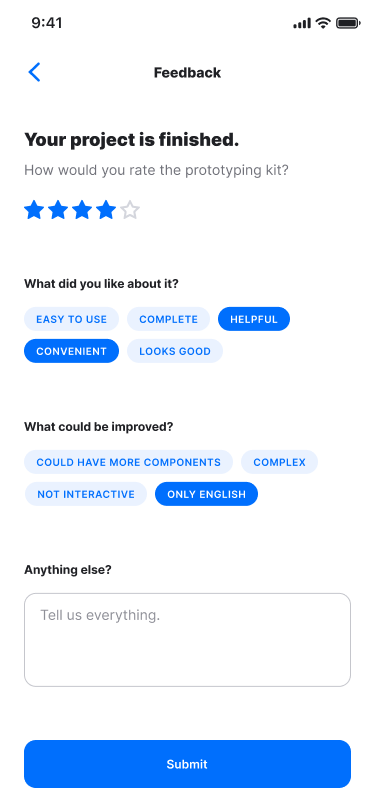 9:41
Feedback
Your project is finished.
How would you rate the prototyping kit?
What did you like about it?
EASY TO USE COMPLETE HELPFUL
CONVENIENT LOOKS GOOD
What could be improved?
COULD HAVE MORE COMPONENTS COMPLEX
NOT INTERACTIVE ONLY ENGLISH
Anything else?
Tell us everything.
Submit